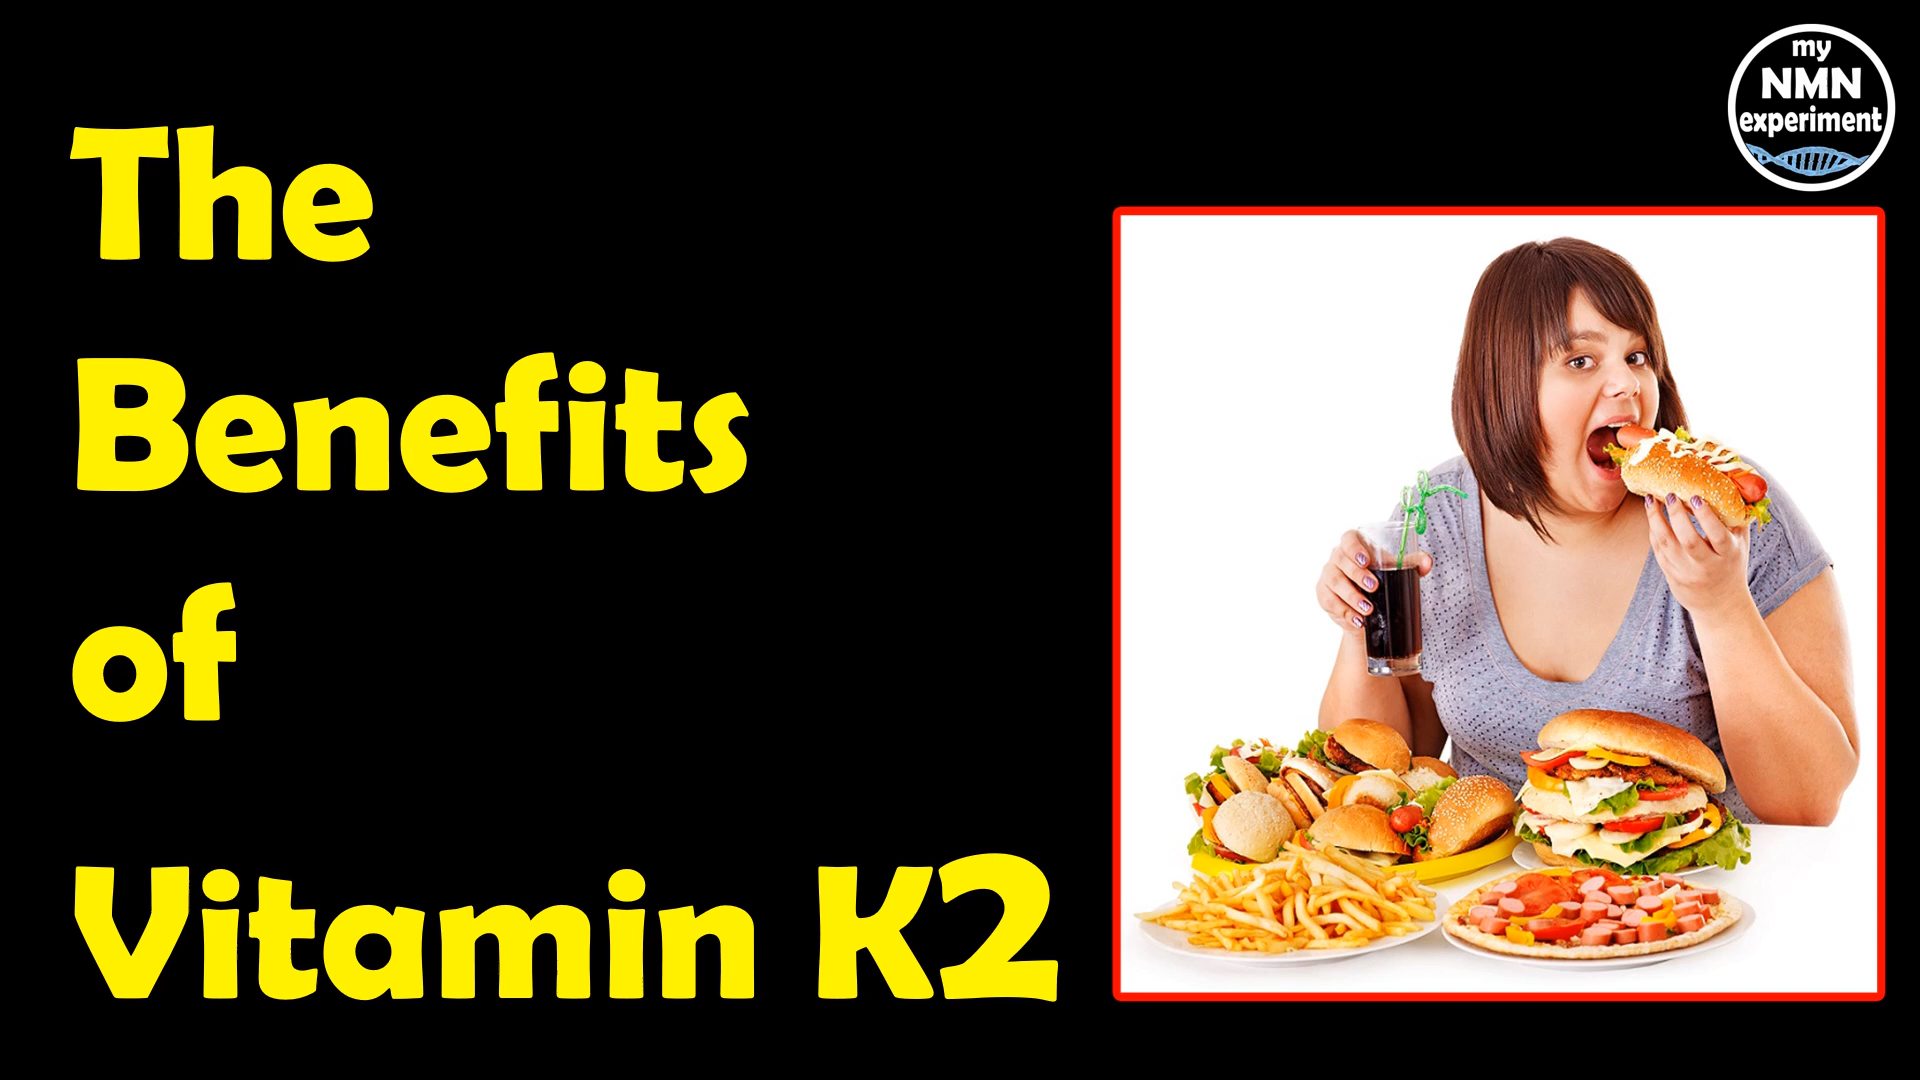 The
Benefits
of
Vitamin K2
my
NMN
experiment